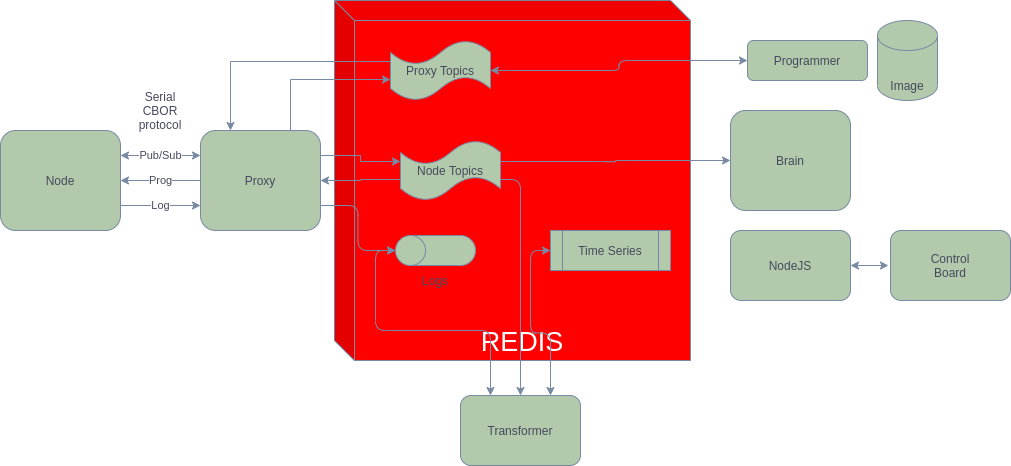 Proxy Topics
Programmer
Image
Serial
CBOR
protocol
Node
Pub/Sub
Prog
Log
Proxy
Node Topics
Brain
Logs
Time Series
NodeJS
Control
Board
REDIS
Transformer